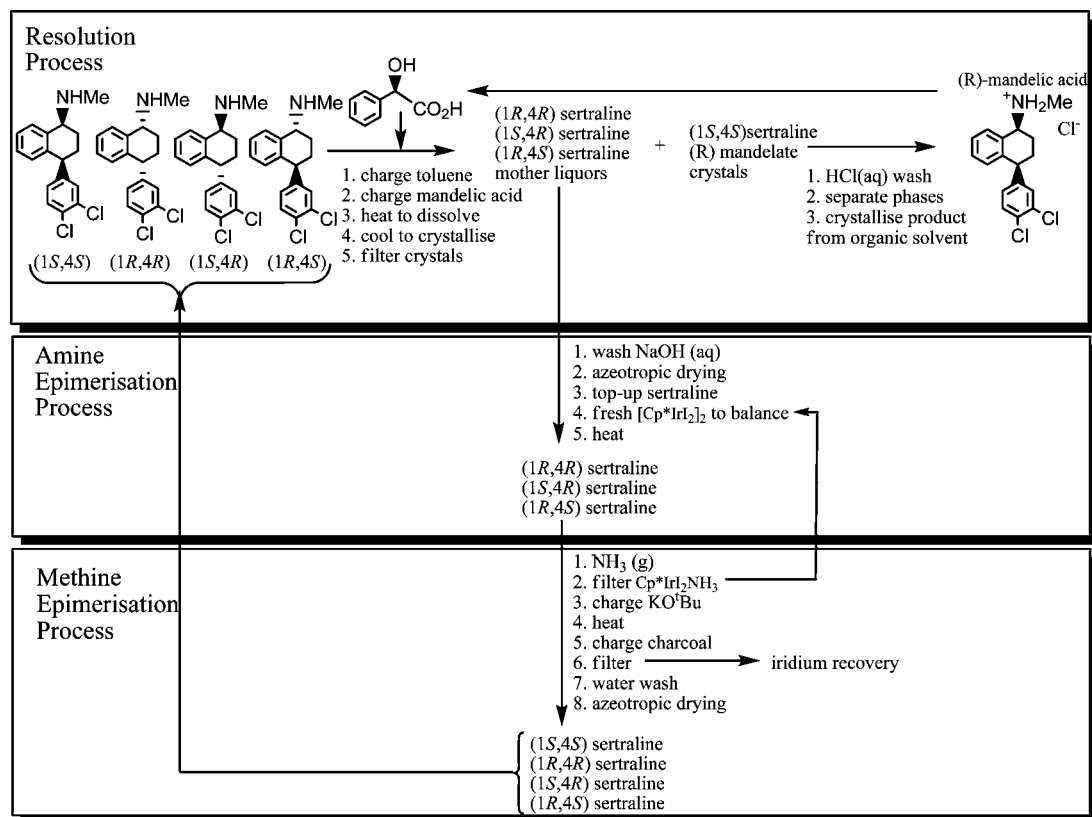 Resolution
Process
NHMe
NHMe
NHMe
NHMe
Cl
Cl
Cl
Cl
Cl
Cl
Cl
Cl
(1S,4S)
(1R,4R)
(1S,4R)
(1R,4S)
OH
CO2H
1. charge toluene
2. charge mandelic acid
3. heat to dissolve
4. cool to crystallise
5. filter crystals
(1R,4R) sertraline
(1S,4R) sertraline
(1R,4S) sertraline
mother liquors
+
(1S,4S)sertraline
(R) mandelate
crystals
1. HCl(aq) wash
2. separate phases
3. crystallise product
from organic solvent
(R)-mandelic acid
+NH2Me
Cl-
Cl
Cl
Amine
Epimerisation
Process
1. wash NaOH (aq)
2. azeotropic drying
3. top-up sertraline
4. fresh [Cp*IrI2]2 to balance
5. heat
(1R,4R) sertraline
(1S,4R) sertraline
(1R,4S) sertraline
Methine
Epimerisation
Process
1. NH3 (g)
2. filter Cp*IrI2NH3
3. charge KOtBu
4. heat
5. charge charcoal
6. filter
iridium recovery
7. water wash
8. azeotropic drying
(1S,4S) sertraline
(1R,4R) sertraline
(1S,4R) sertraline
(1R,4S) sertraline